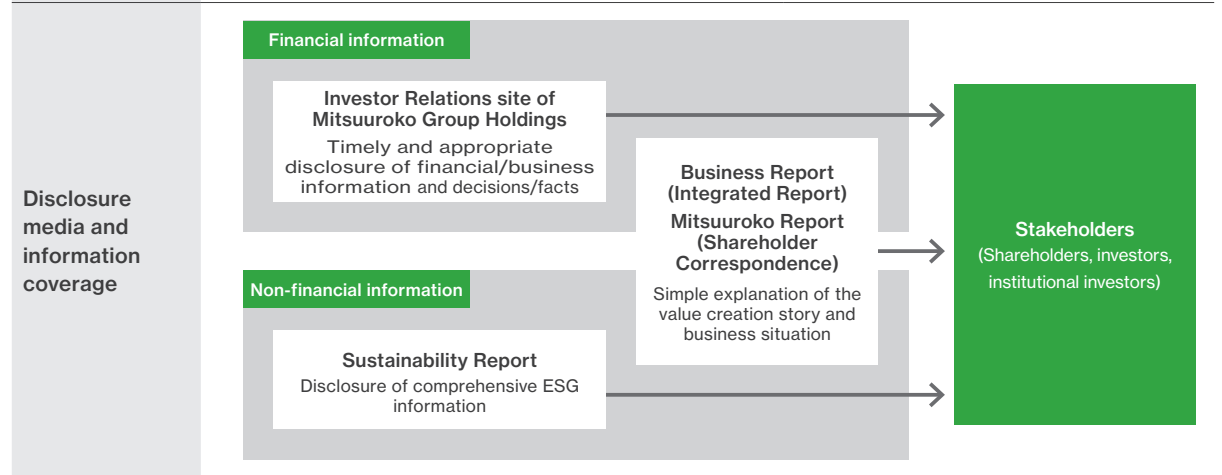 Disclosure
media and
information
coverage
Financial information
Investor Relations site of
Mitsuuroko Group Holdings
Timely and appropriate
disclosure of financial/business
information and decisions/facts
Non-financial information
Sustainability Report
Disclosure of comprehensive ESG
information
Business Report
(Integrated Report)
Mitsuuroko Report
(Shareholder
Correspondence)
Simple explanation of the
value creation story and
business situation
Stakeholders
(Shareholders, investors,
institutional investors)